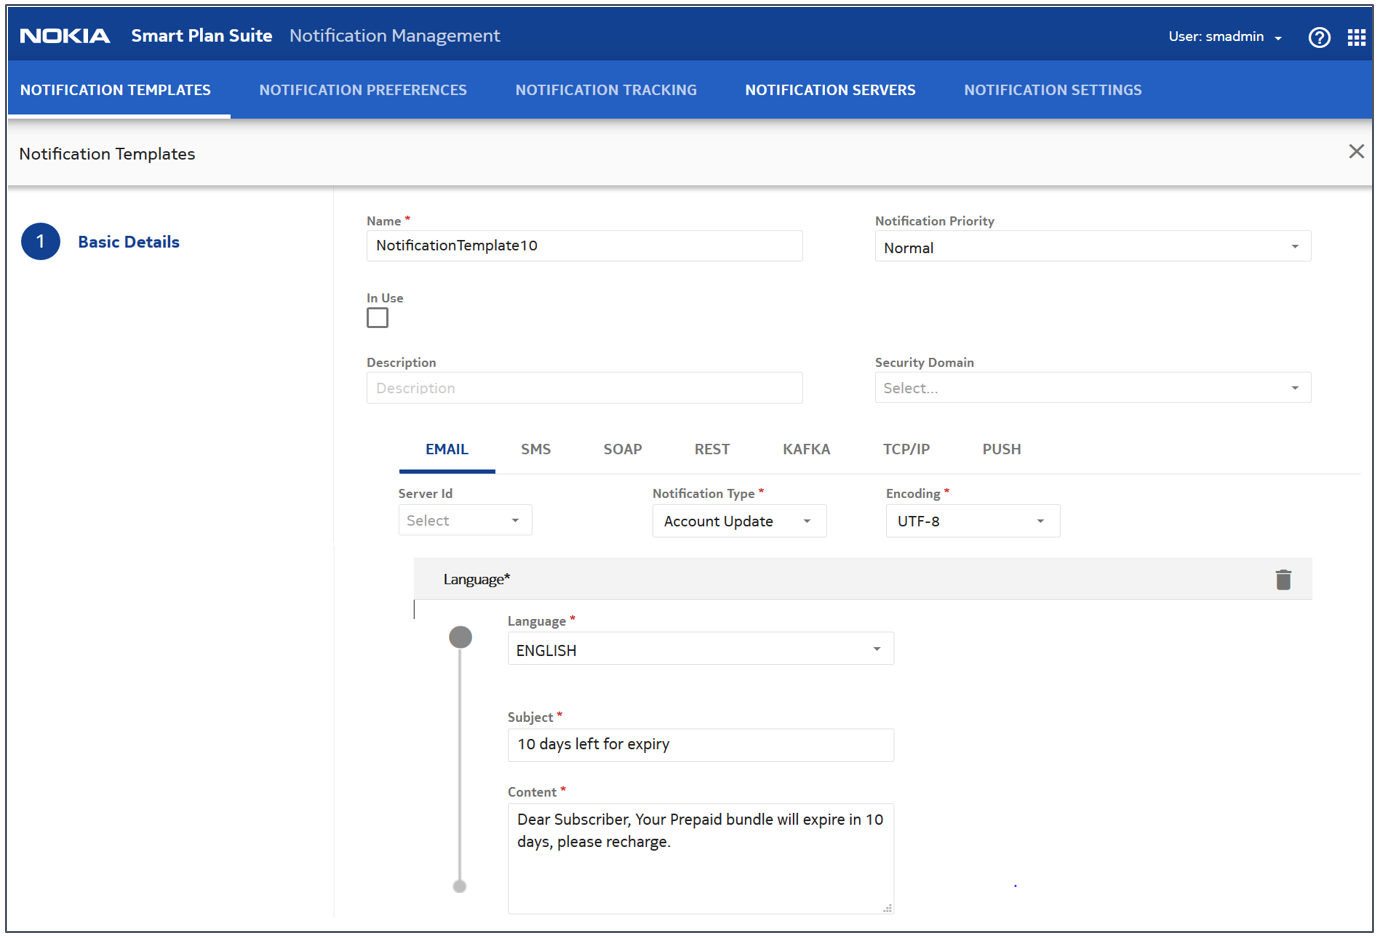 NOKIA Smart Plan Suite Notification Management User: smadmin
NOTIFICATION TEMPLATES NOTIFICATION PREFERENCES NOTIFICATION TRACKING NOTIFICATION SERVERS NOTIFICATION SETTINGS
Notification Templates
1 Basic Details
Name * Notification Priority
NotificationTemplate10 Normal
In Use
Description Security Domain
Description Select...
EMAIL SMS SOAP REST KAFKA TCP/IP PUSH
Server Id Notification Type * Encoding *
Select Account Update UTF-8
Language*
Language *
ENGLISH
Subject *
10 days left for expiry
Content *
Dear Subscriber, Your Prepaid bundle will expire in 10
days, please recharge.